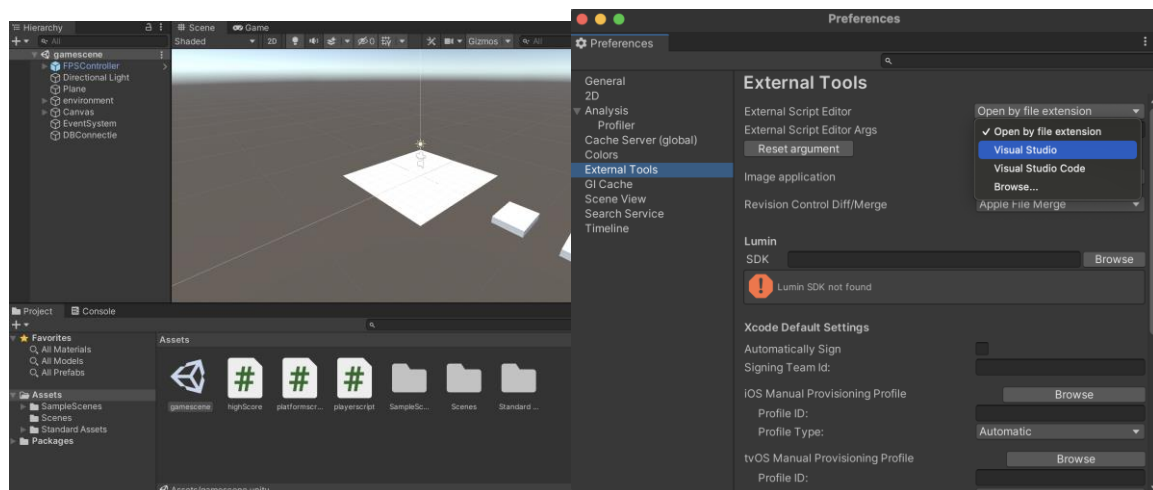 Hierarchy
All
gamescene
FPSController
Directional Light
Plane
environment
Canvas
EventSystem
DBConnectie
Scene
Game
Shaded
2D
0
Gizmos
All
Project
Console
Favorites
All Materials
All Models
All Prefabs
Assets
SampleScenes
Scenes
Standard Assets
Packages
Assets
gamescene
highScore
platformscr...
playerscript
SampleSc...
Scenes
Standard ...
Assets/gamescene.unity
Preferences
Preferences
General
2D
Analysis
Profiler
Cache Server (global)
Colors
External Tools
GI Cache
Scene View
Search Service
Timeline
External Tools
External Script Editor
Open by file extension
External Script Editor Args
✓ Open by file extension
Reset argument
Visual Studio
Visual Studio Code
Image application
Browse...
Revision Control Diff/Merge
Apple File Merge
Lumin
SDK
Browse
Lumin SDK not found
Xcode Default Settings
Automatically Sign
Signing Team Id:
iOS Manual Provisioning Profile
Browse
Profile ID:
Profile Type:
Automatic
tvOS Manual Provisioning Profile
Browse
Profile ID: